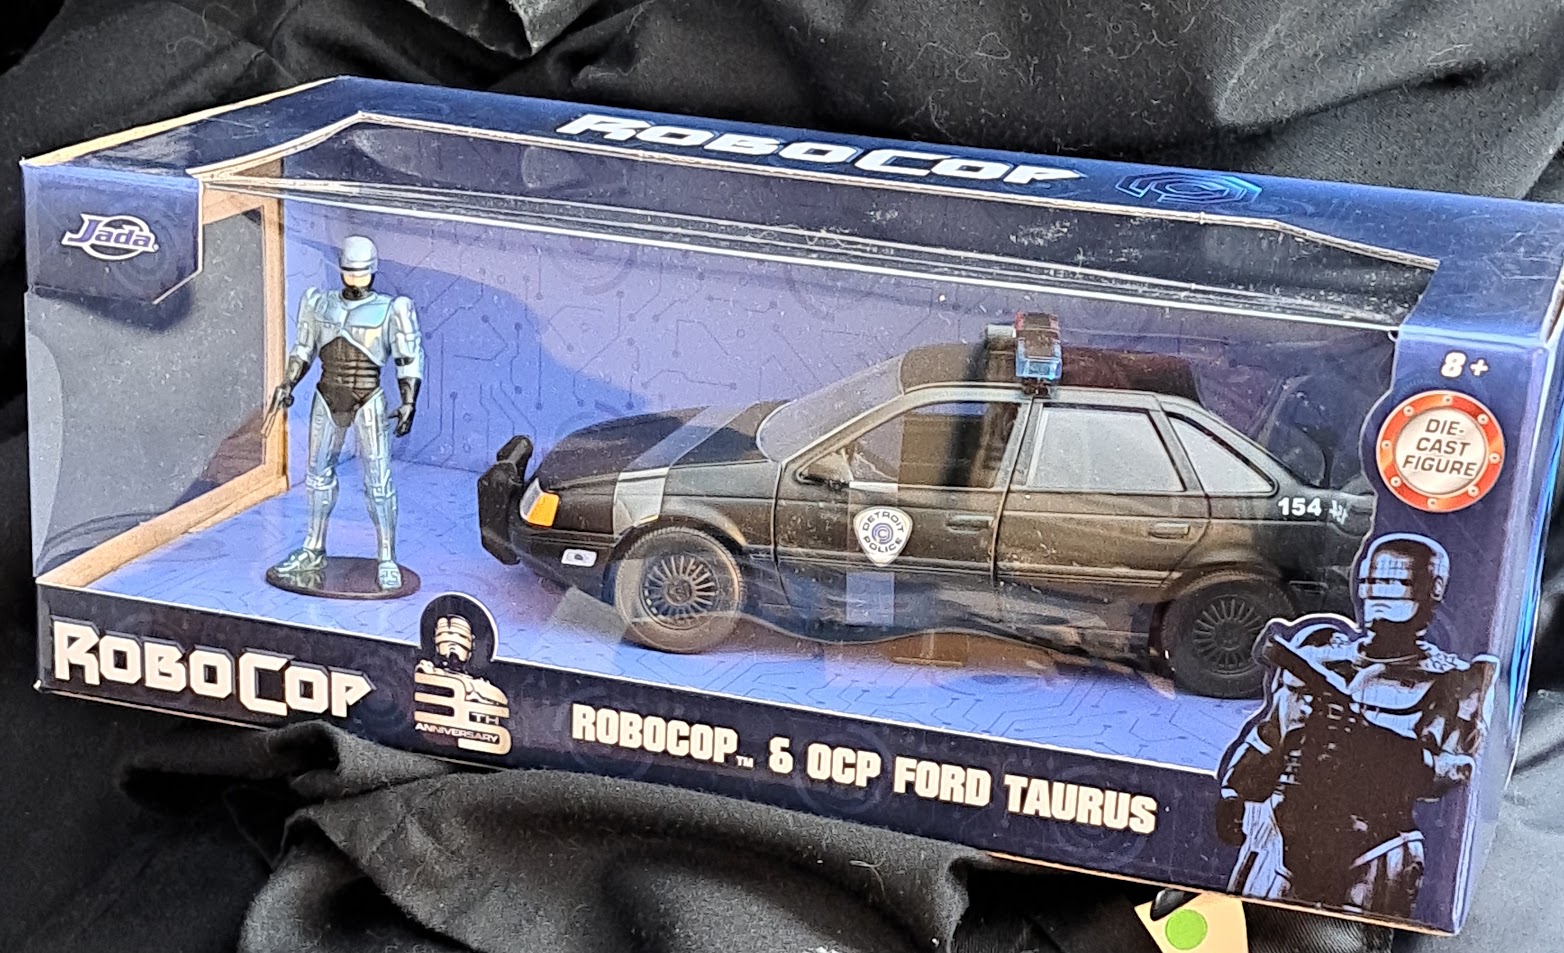 ROBOCOP
Jada
8+
DIE-
CAST
FIGURE
154
DETROIT
POLICE
ROBOCOP
35TH
ANNIVERSARY
ROBOCOP™ & OCP FORD TAURUS